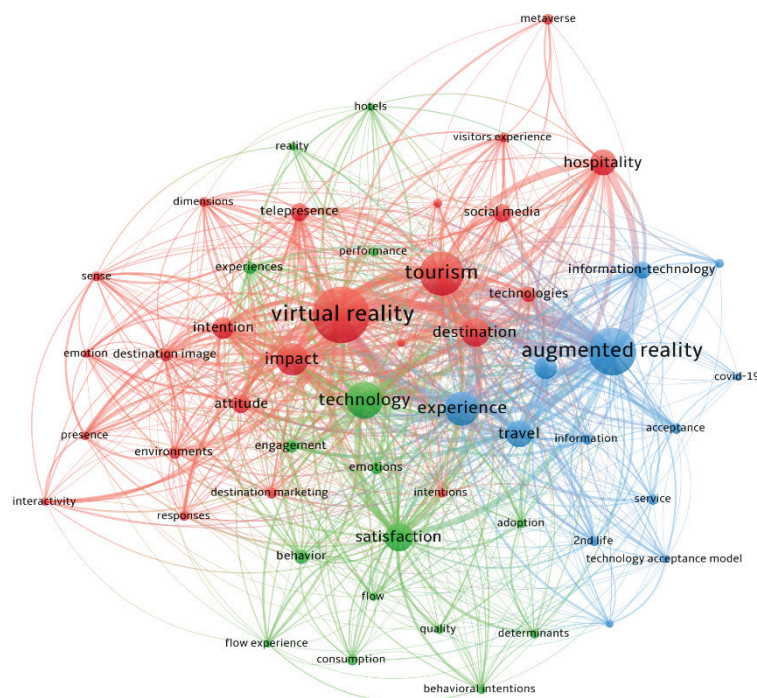 metaverse
hotels
visitors experience
reality
hospitality
dimensions
telepresence
social media
performance
experiences
tourism
information-technology
sense
technologies
virtual reality
intention
destination
augmented reality
emotion
destination image
impact
covid-19
technology
experience
attitude
travel
acceptance
presence
engagement
information
environments
emotions
destination marketing
intentions
interactivity
service
responses
adoption
satisfaction
2nd life
behavior
technology acceptance model
flow
quality
determinants
flow experience
consumption
behavioral intentions